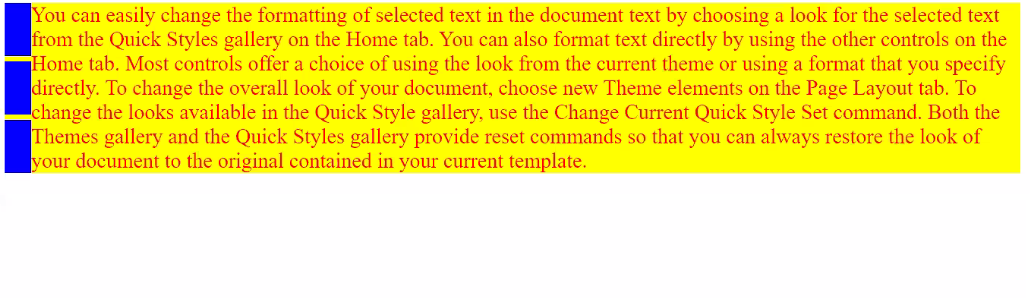 You can easily change the formatting of selected text in the document text by choosing a look for the selected text
from the Quick Styles gallery on the Home tab. You can also format text directly by using the other controls on the
Home tab. Most controls offer a choice of using the look from the current theme or using a format that you specify
directly. To change the overall look of your document, choose new Theme elements on the Page Layout tab. To
change the looks available in the Quick Style gallery, use the Change Current Quick Style Set command. Both the
Themes gallery and the Quick Styles gallery provide reset commands so that you can always restore the look of
your document to the original contained in your current template.